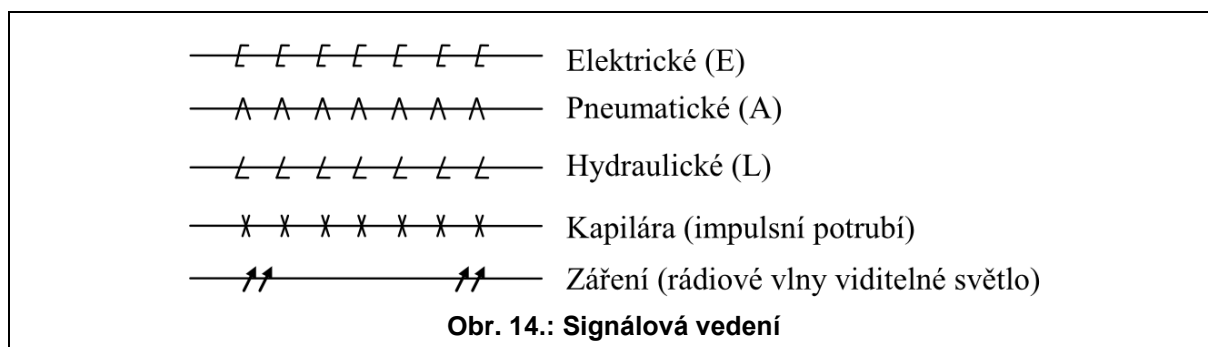 Elektrické (E)
Pneumatické (A)
Hydraulické (L)
Kapilára (impulsní potrubí)
Záření (rádiové vlny viditelné světlo)
Obr. 14.: Signálová vedení